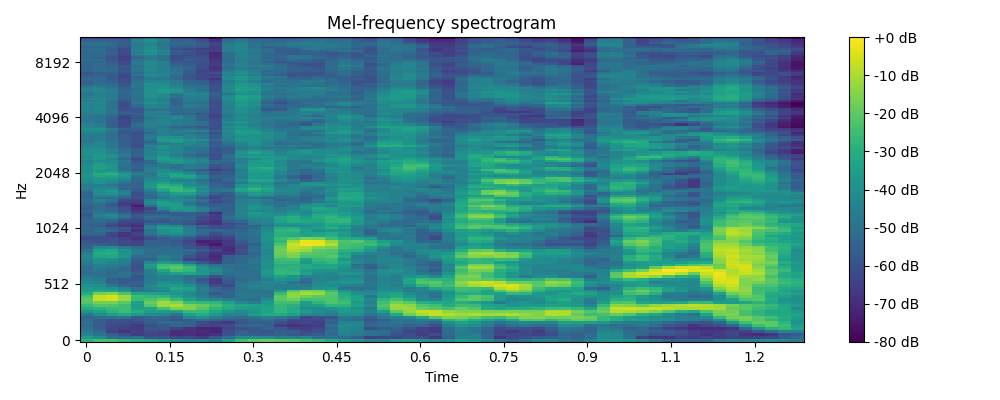 Mel-frequency spectrogram
Hz
8192
4096
2048
1024
512
0
0 0.15 0.3 0.45 0.6 0.75 0.9 1.1 1.2
Time
+0 dB
-10 dB
-20 dB
-30 dB
-40 dB
-50 dB
-60 dB
-70 dB
-80 dB